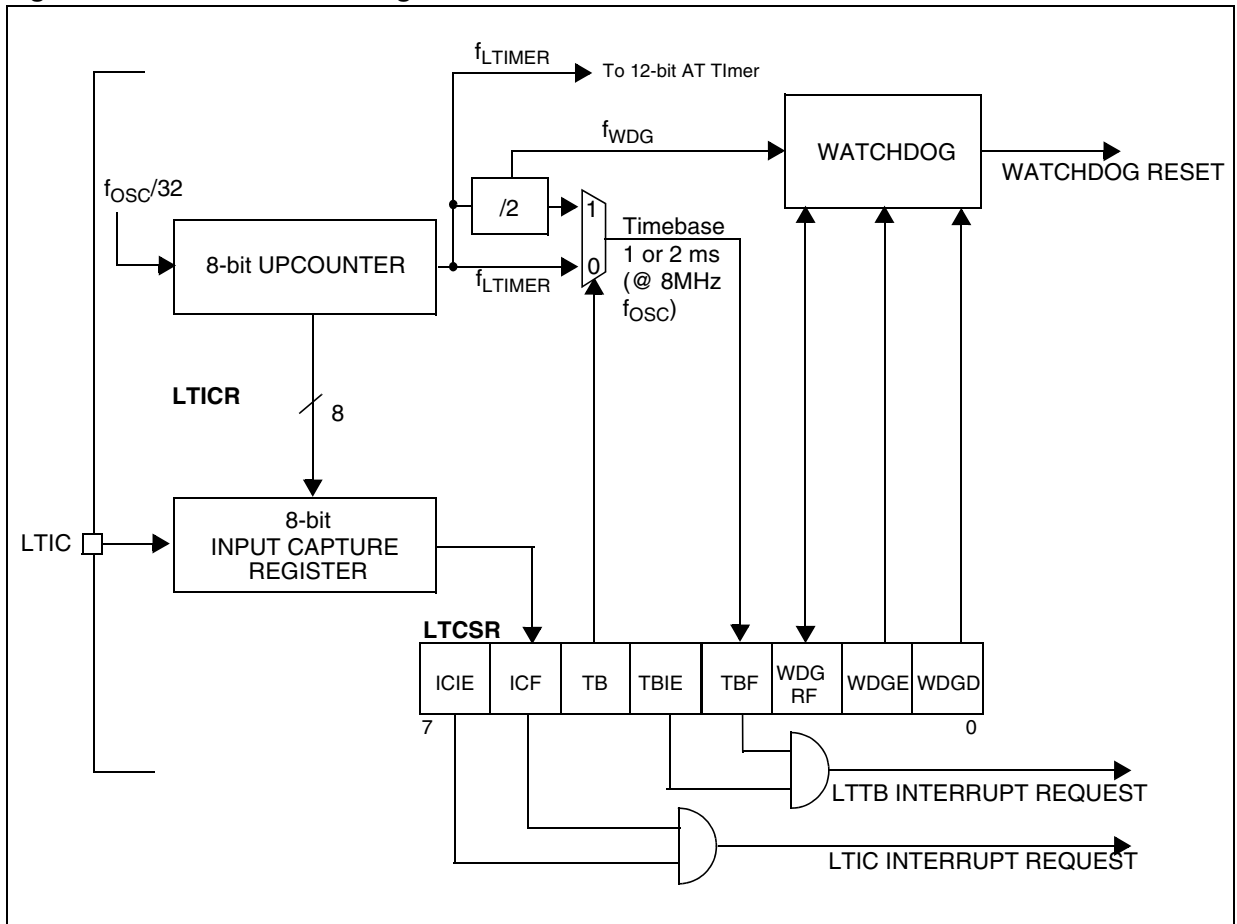 fLTIMER
To 12-bit AT TImer
fWDG
WATCHDOG
WATCHDOG RESET
fOSC/32
/2
1
Timebase
1 or 2 ms
(@ 8MHz
fOSC)
8-bit UPCOUNTER
0
fLTIMER
LTICR
8
8-bit
INPUT CAPTURE
REGISTER
LTIC
LTCSR
ICIE
ICF
TB
TBIE
TBF
WDG
RF
WDGE
WDGD
7
0
LTTB INTERRUPT REQUEST
LTIC INTERRUPT REQUEST